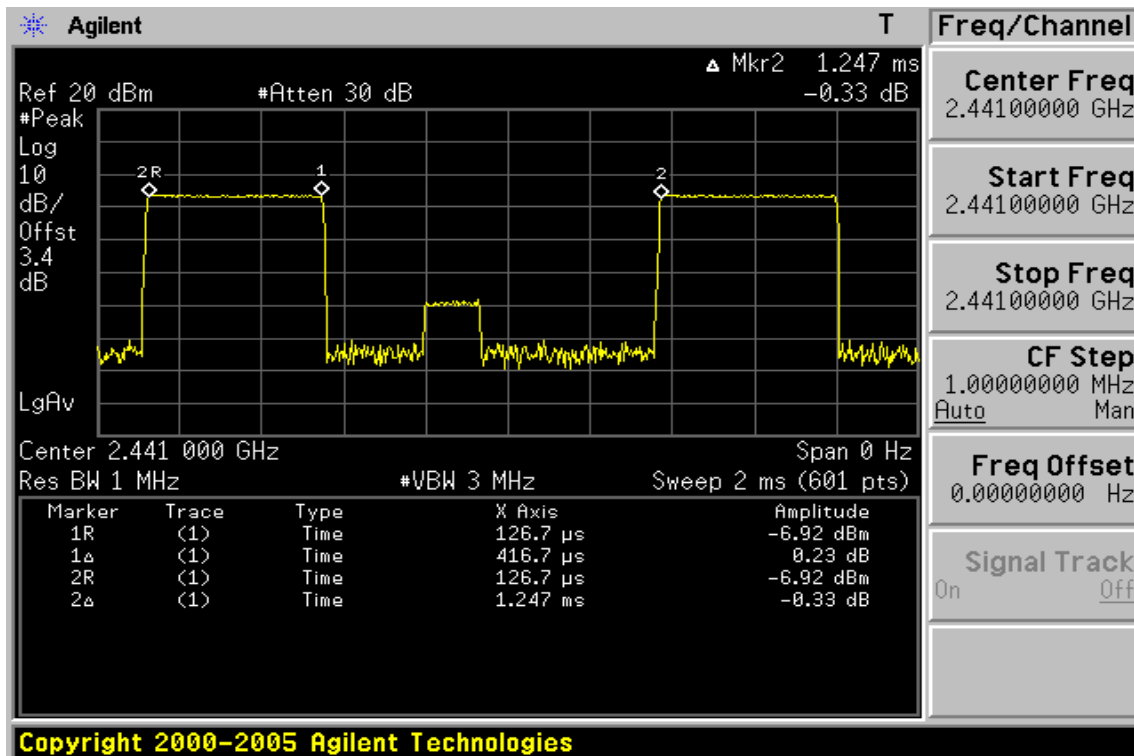 Agilent T
Freq/Channel
Δ Mkr2 1.247 ms
Ref 20 dBm #Atten 30 dB -0.33 dB
#Peak
Log
10
dB/
Offst
3.4
dB
LgAv
2R 1 2
Center 2.441 000 GHz Span 0 Hz
Res BW 1 MHz #VBW 3 MHz Sweep 2 ms (601 pts)
Marker Trace Type X Axis Amplitude
1R (1) Time 126.7 µs -6.92 dBm
1Δ (1) Time 416.7 µs 0.23 dB
2R (1) Time 126.7 µs -6.92 dBm
2Δ (1) Time 1.247 ms -0.33 dB
Center Freq
2.44100000 GHz
Start Freq
2.44100000 GHz
Stop Freq
2.44100000 GHz
CF Step
1.00000000 MHz
Auto Man
Freq Offset
0.00000000 Hz
Signal Track
On Off
Copyright 2000-2005 Agilent Technologies